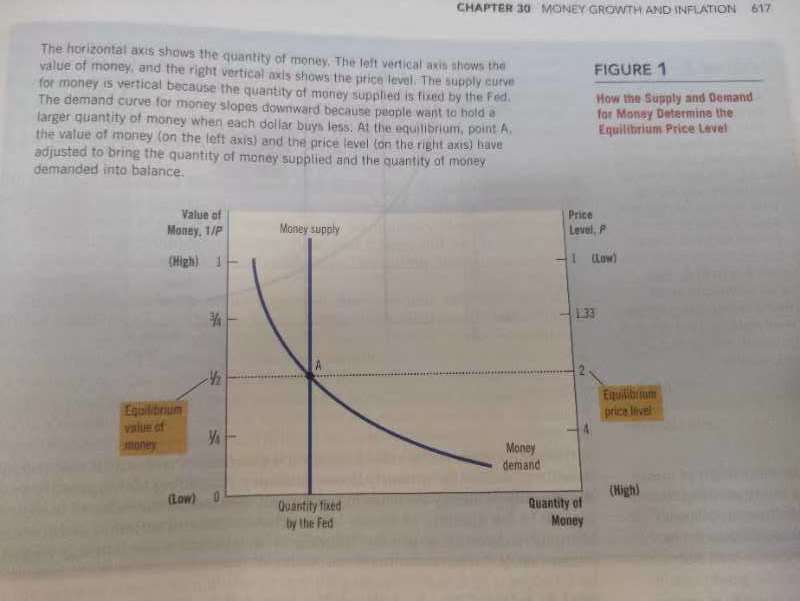 CHAPTER 30 MONEY GROWTH AND INFLATION 617
The horizontal axis shows the quantity of money. The left vertical axis shows the
value of money, and the right vertical axis shows the price level. The supply curve
for money is vertical because the quantity of money supplied is fixed by the Fed.
The demand curve for money slopes downward because people want to hold a
larger quantity of money when each dollar buys less. At the equilibrium, point A,
the value of money (on the left axis) and the price level (on the right axis) have
adjusted to bring the quantity of money supplied and the quantity of money
demanded into balance.
FIGURE 1
How the Supply and Demand
for Money Determine the
Equilibrium Price Level
Value of
Money, 1/P
Money supply
Price
Level, P
(High) 1
1 (Low)
3/4
1.33
A
1/2
2
Equilibrium
value of
money
Equilibrium
price level
1/4
4
Money
demand
(Low) 0
(High)
Quantity fixed
by the Fed
Quantity of
Money